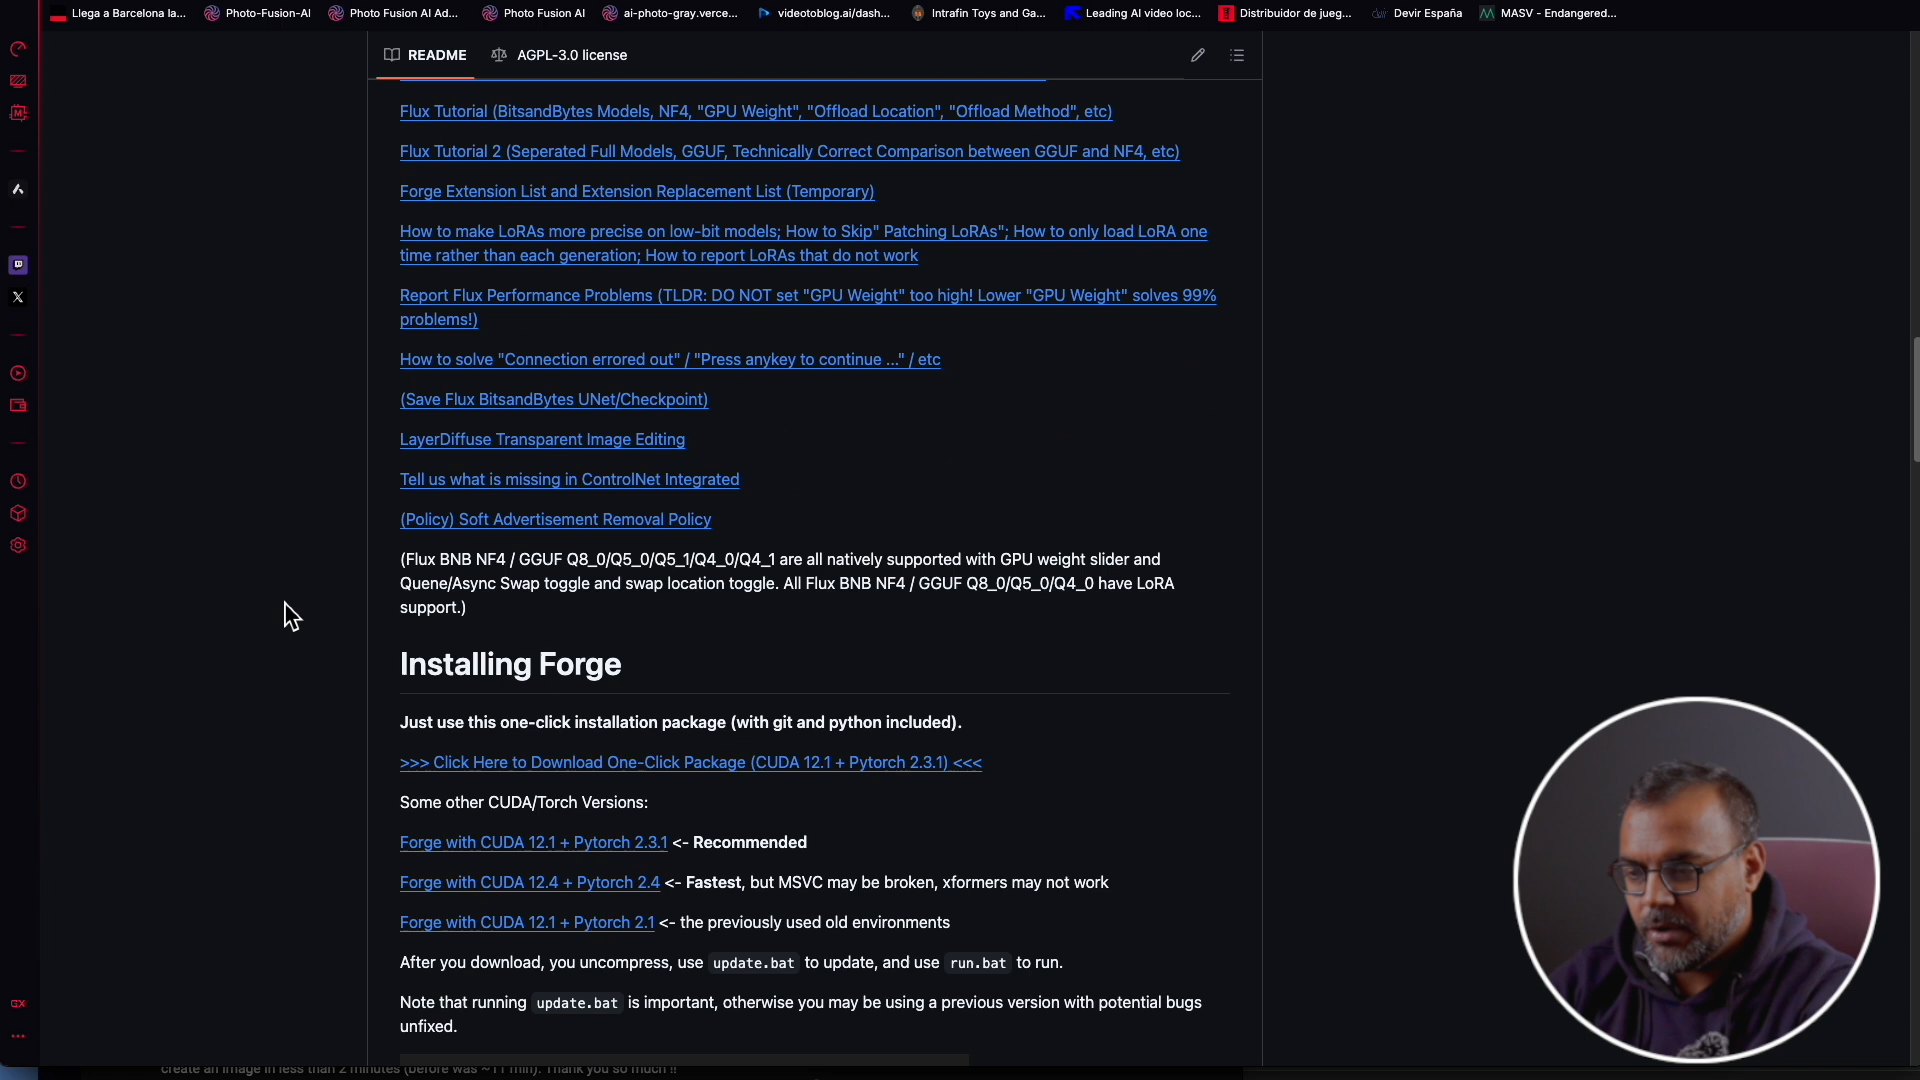 Llega a Barcelona la...
Photo-Fusion-AI
Photo Fusion AI Ad...
Photo Fusion AI
ai-photo-gray.verce...
videotoblog.ai/dash...
Intrafin Toys and Ga...
Leading AI video loc...
Distribuidor de jueg...
Devir España
MASV - Endangered...
README
AGPL-3.0 license
Flux Tutorial (BitsandBytes Models, NF4, "GPU Weight", "Offload Location", "Offload Method", etc)
Flux Tutorial 2 (Seperated Full Models, GGUF, Technically Correct Comparison between GGUF and NF4, etc)
Forge Extension List and Extension Replacement List (Temporary)
How to make LoRAs more precise on low-bit models; How to Skip" Patching LoRAs"; How to only load LoRA one
time rather than each generation; How to report LoRAs that do not work
Report Flux Performance Problems (TLDR: DO NOT set "GPU Weight" too high! Lower "GPU Weight" solves 99%
problems!)
How to solve "Connection errored out" / "Press anykey to continue ..." / etc
(Save Flux BitsandBytes UNet/Checkpoint)
LayerDiffuse Transparent Image Editing
Tell us what is missing in ControlNet Integrated
(Policy) Soft Advertisement Removal Policy
(Flux BNB NF4 / GGUF Q8_0/Q5_0/Q5_1/Q4_0/Q4_1 are all natively supported with GPU weight slider and
Quene/Async Swap toggle and swap location toggle. All Flux BNB NF4 / GGUF Q8_0/Q5_0/Q4_0 have LoRA
support.)
Installing Forge
Just use this one-click installation package (with git and python included).
>>> Click Here to Download One-Click Package (CUDA 12.1 + Pytorch 2.3.1) <<<
Some other CUDA/Torch Versions:
Forge with CUDA 12.1 + Pytorch 2.3.1 <- Recommended
Forge with CUDA 12.4 + Pytorch 2.4 <- Fastest, but MSVC may be broken, xformers may not work
Forge with CUDA 12.1 + Pytorch 2.1 <- the previously used old environments
After you download, you uncompress, use update.bat to update, and use run.bat to run.
Note that running update.bat is important, otherwise you may be using a previous version with potential bugs
unfixed.
create an image in less than 2 minutes (before was ~11 min). Thank you so much !!